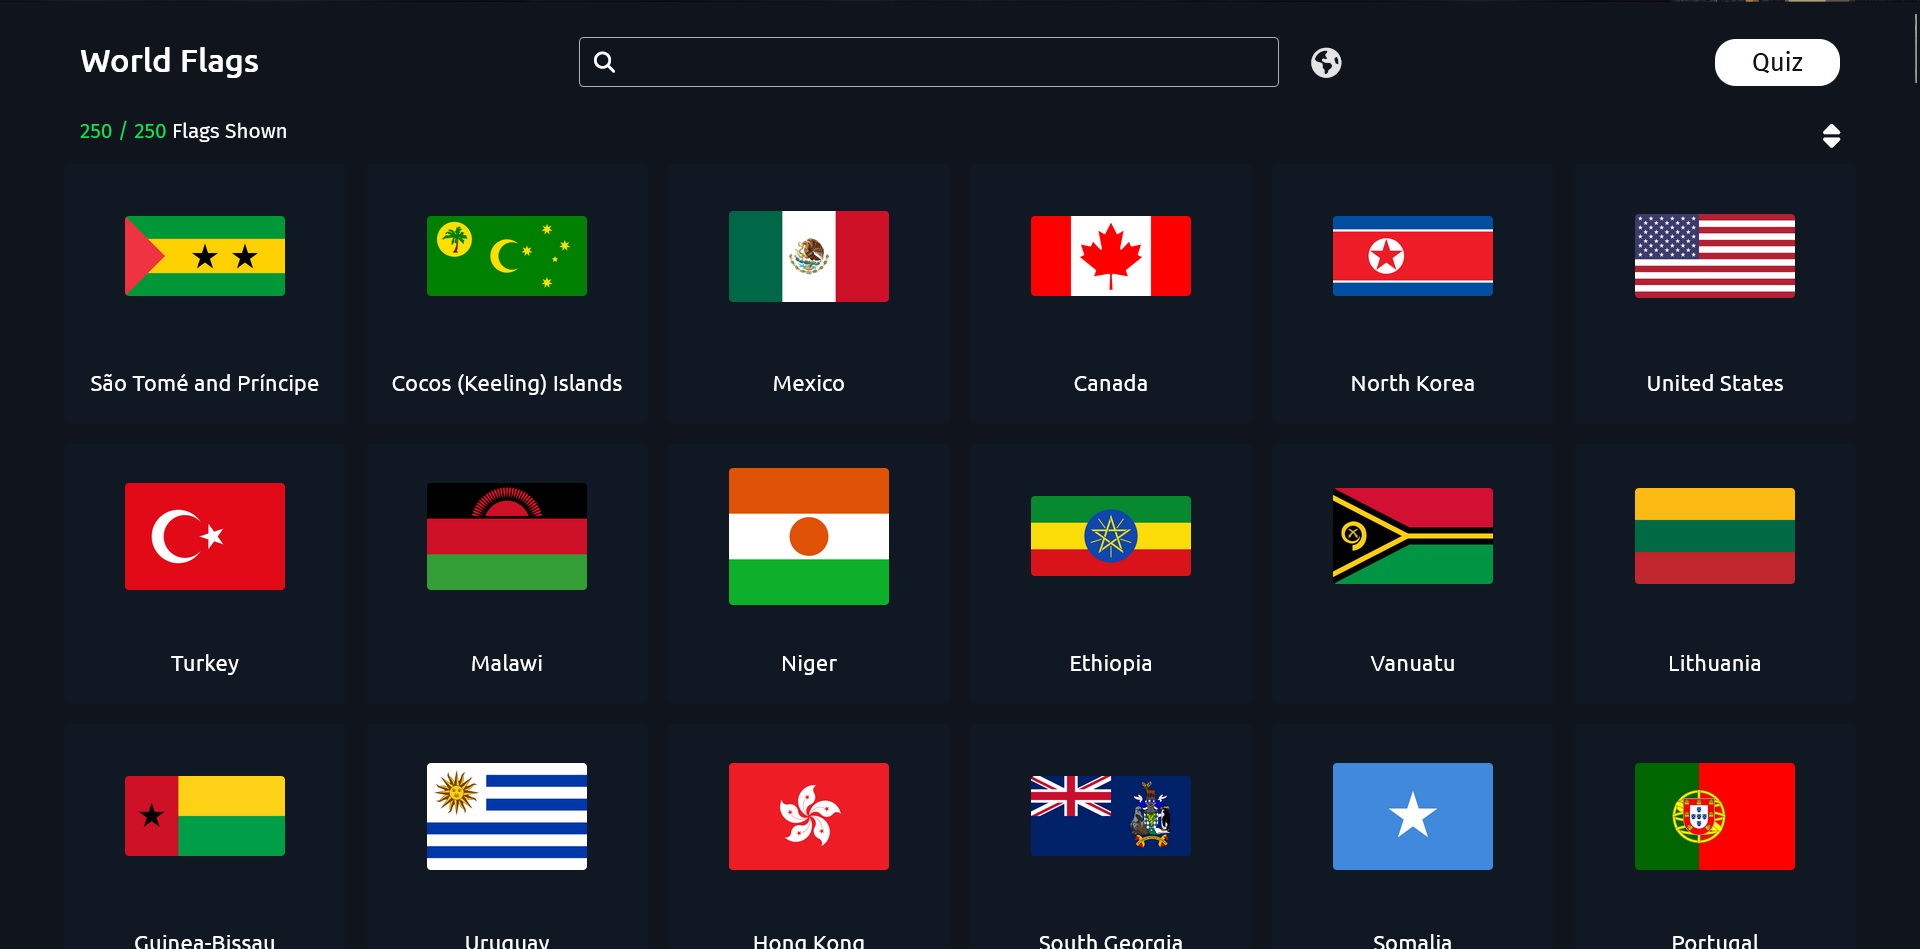 World Flags
Quiz
250 / 250 Flags Shown
São Tomé and Príncipe
Cocos (Keeling) Islands
Mexico
Canada
North Korea
United States
Turkey
Malawi
Niger
Ethiopia
Vanuatu
Lithuania
Guinea-Bissau
Uruguay
Hong Kong
South Georgia
Somalia
Portugal